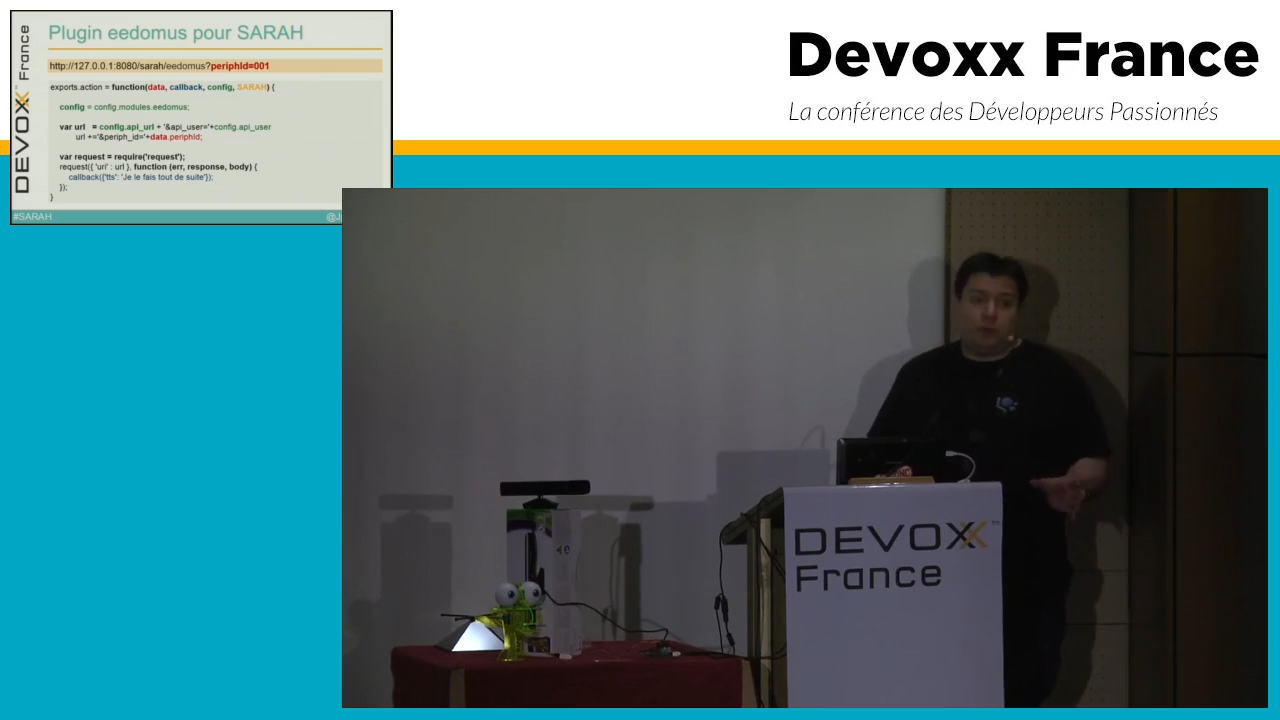 Plugin eedomus pour SARAH
http://127.0.0.1:8080/sarah/eedomus?periphId=001
exports.action = function(data, callback, config, SARAH) {
config = config.modules.eedomus;
var url = config.api_url + '&api_user='+config.api_user
url +='&periph_id='+data.periphId;
var request = require('request');
request({ 'uri' : url }, function (err, response, body) {
callback({'tts': 'Je le fais tout de suite'});
});
}
#SARAH
DEVOXX™ France
Devoxx France
La conférence des Développeurs Passionnés
DEVOXX™
France